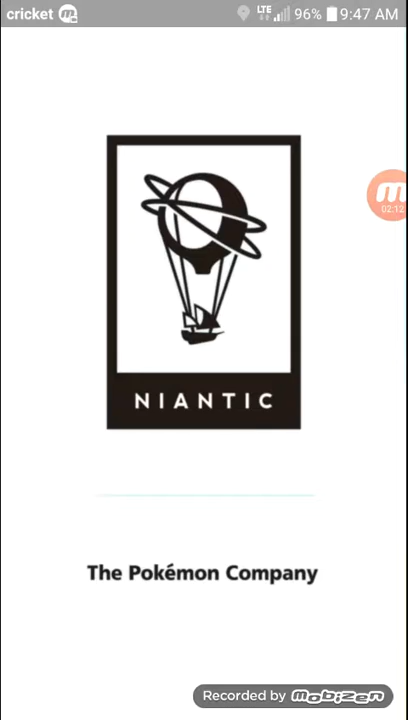 cricket LTE 96% 9:47 AM
02:12
NIANTIC
The Pokémon Company
Recorded by mobizen